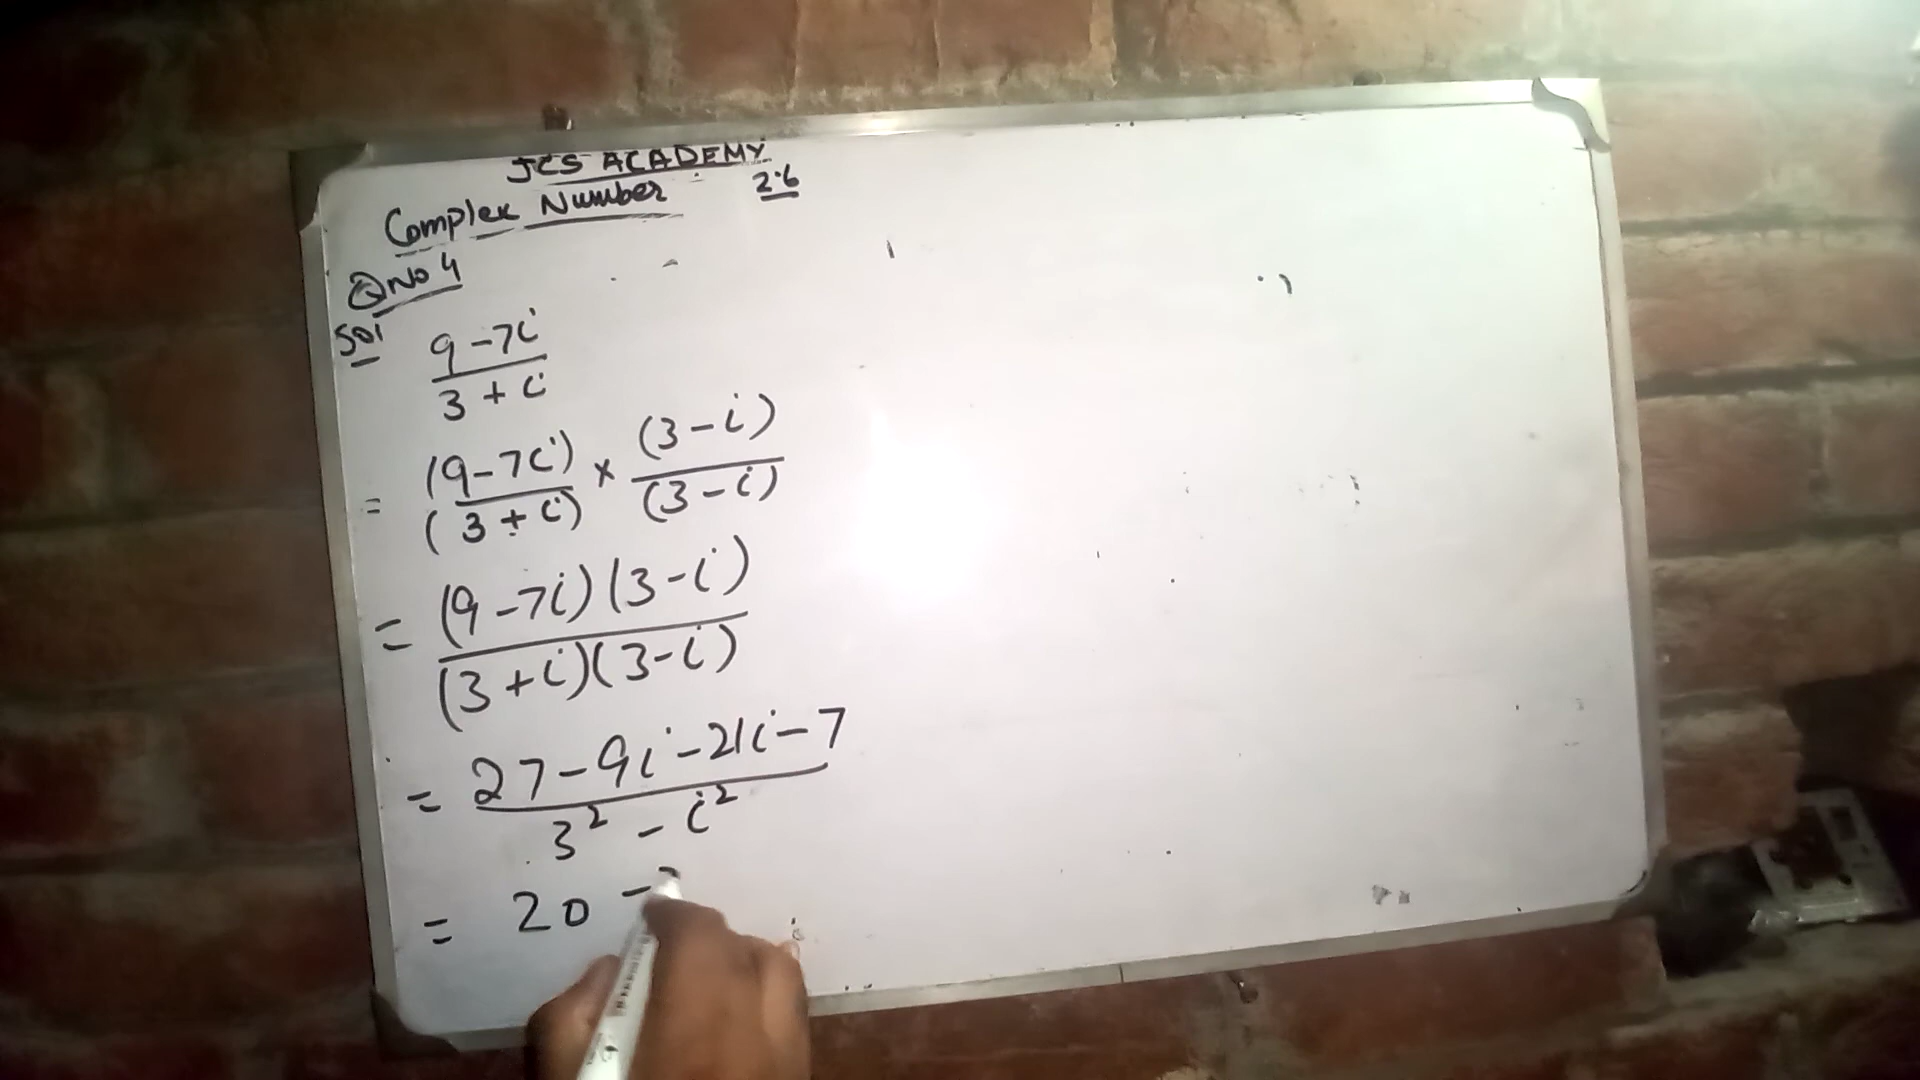 JCS ACADEMY
Complex Number 2.6
QNO 4
Sol
9-7i
3+i
= (9-7i)/(3+i) × (3-i)/(3-i)
= (9-7i)(3-i)
(3+i)(3-i)
= 27-9i-21i-7
3² - i²
= 20 -